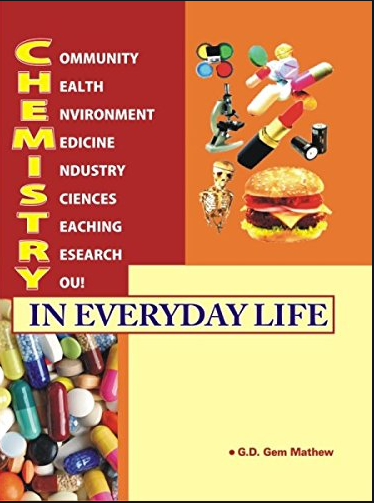 COMMUNITY
HEALTH
ENVIRONMENT
MEDICINE
INDUSTRY
SCIENCES
TEACHING
RESEARCH
YOU!
IN EVERYDAY LIFE
• G.D. Gem Mathew